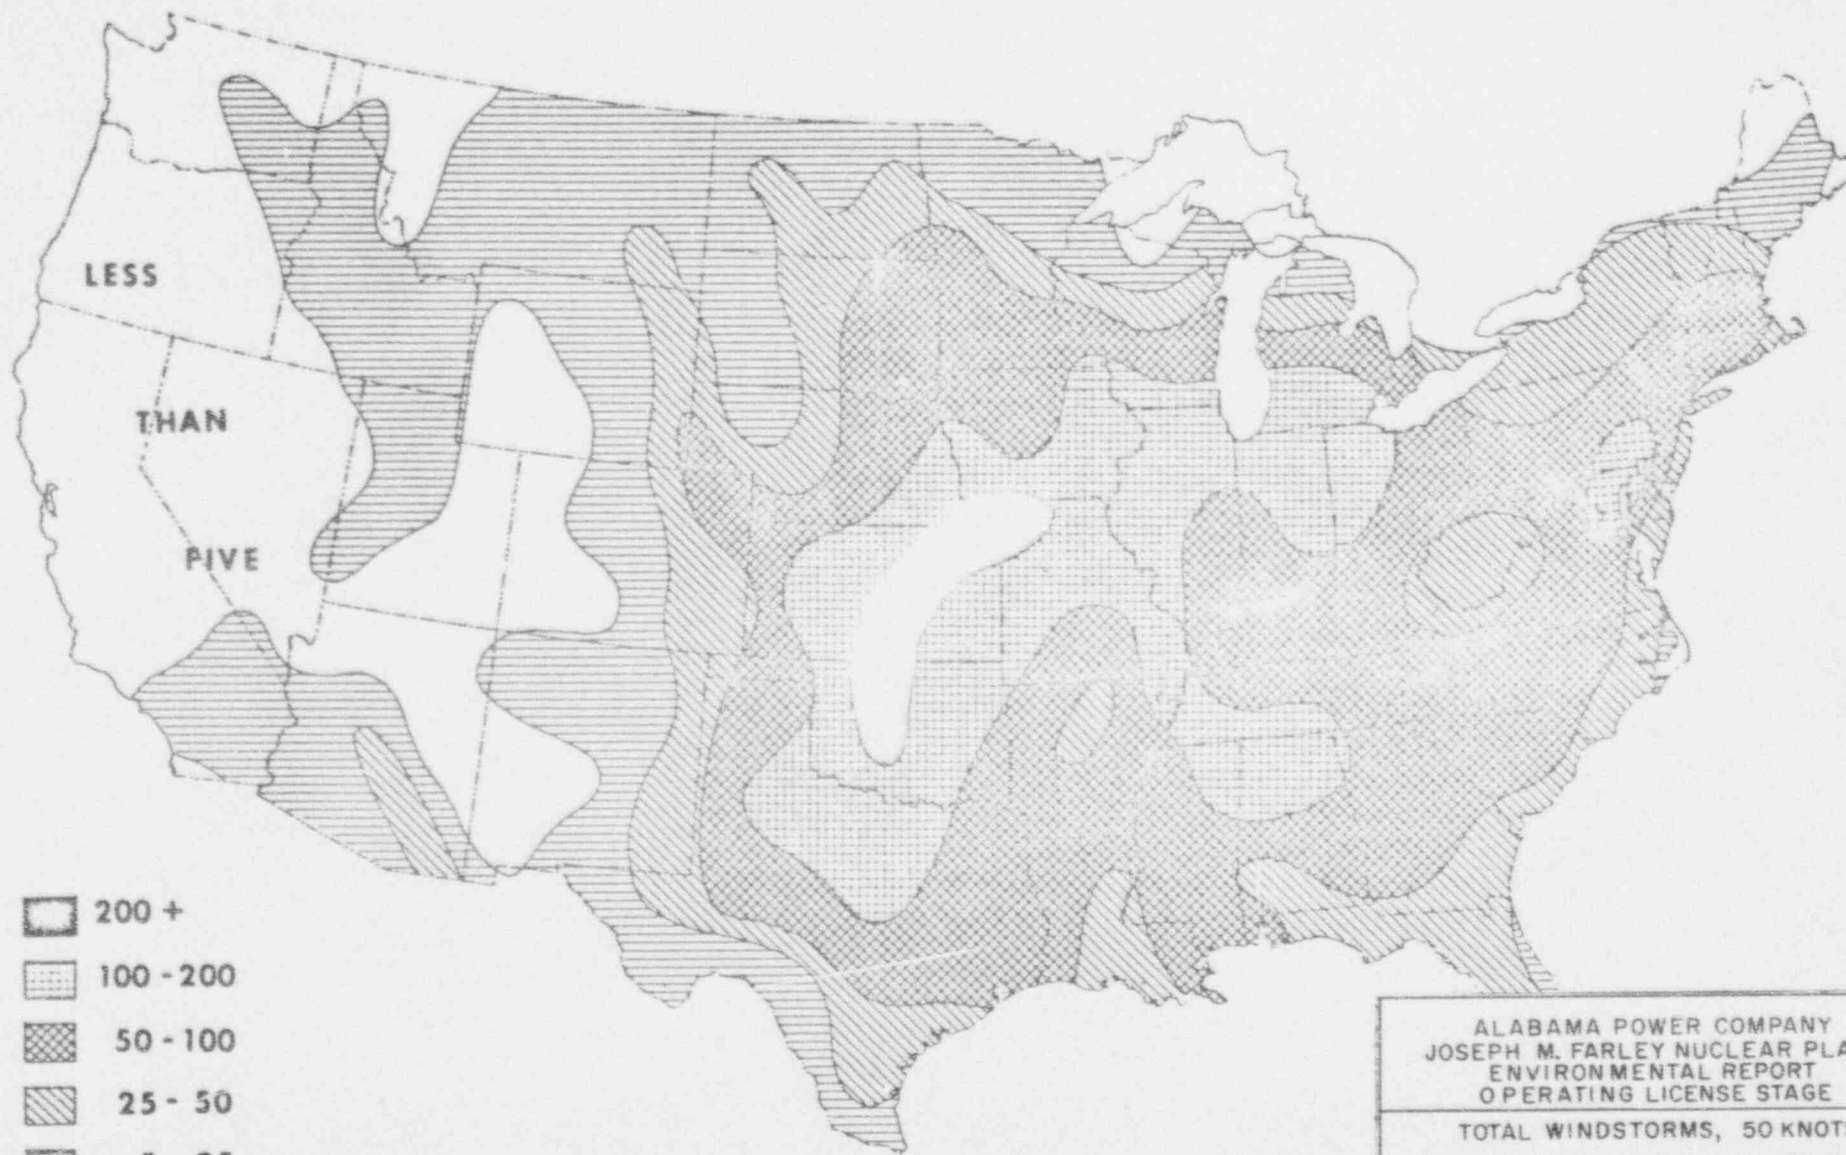 LESS
THAN
FIVE
200 +
100 - 200
50 - 100
25 - 50
ALABAMA POWER COMPANY
JOSEPH M. FARLEY NUCLEAR PLA
ENVIRONMENTAL REPORT
OPERATING LICENSE STAGE
TOTAL WINDSTORMS, 50 KNOT